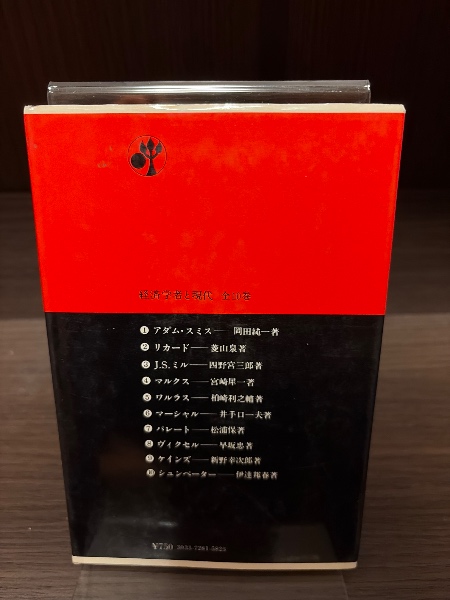 経済学者と現代 全10巻
❶ アダム・スミス──岡田純一著
❷ リカード──菱山泉著
❸ J.S.ミル──四野宮三郎著
❹ マルクス──宮崎犀一著
❺ ワルラス──柏崎利之輔著
❻ マーシャル──井手口一夫著
❼ パレート──松浦保著
❽ ヴィクセル──早坂忠著
❾ ケインズ──新野幸次郎著
❿ シュンペーター──伊達邦春著
¥750 3033-7261-5825